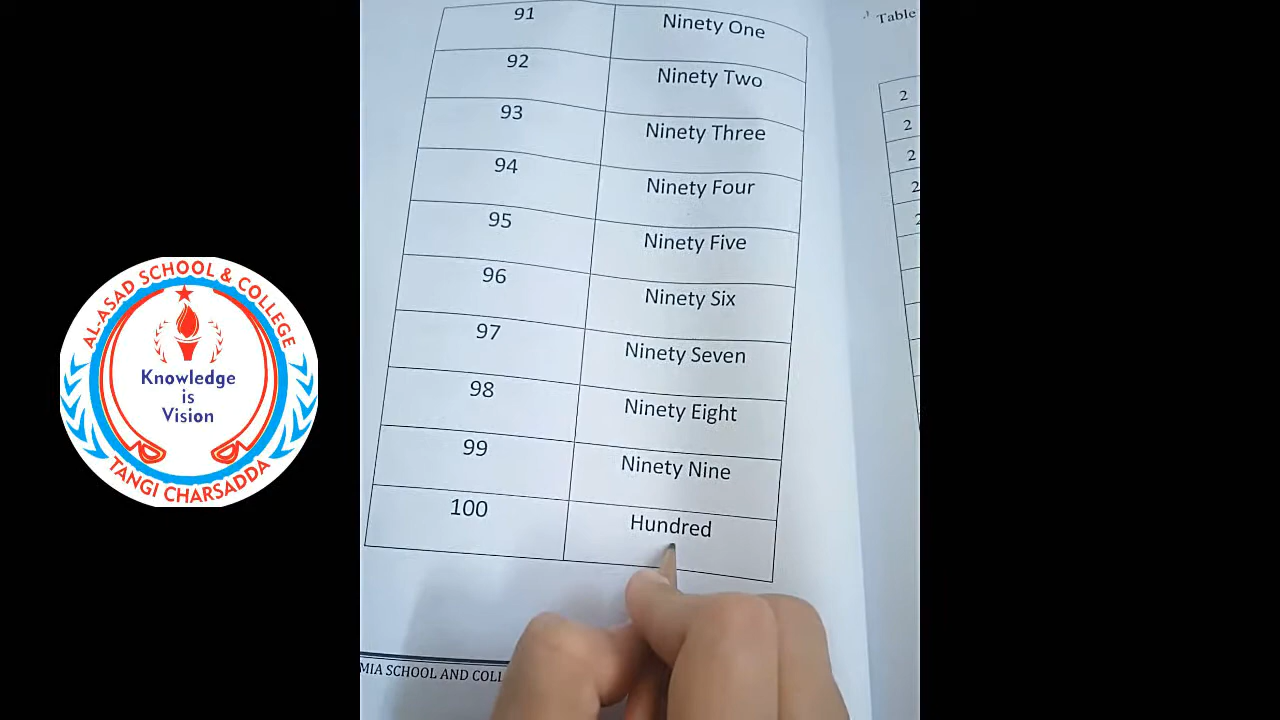 AL-ASAD SCHOOL & COLLEGE
Knowledge
is
Vision
TANGI CHARSADDA
91 Ninety One
92 Ninety Two
93 Ninety Three
94 Ninety Four
95 Ninety Five
96 Ninety Six
97 Ninety Seven
98 Ninety Eight
99 Ninety Nine
100 Hundred
MIA SCHOOL AND COLL
Table
2
2
2
2
2